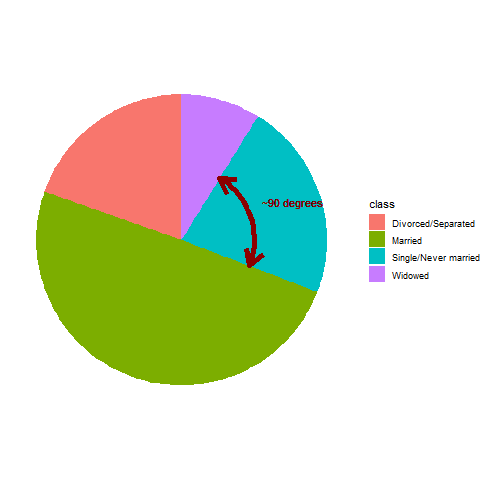 ~90 degrees
class
Divorced/Separated
Married
Single/Never married
Widowed